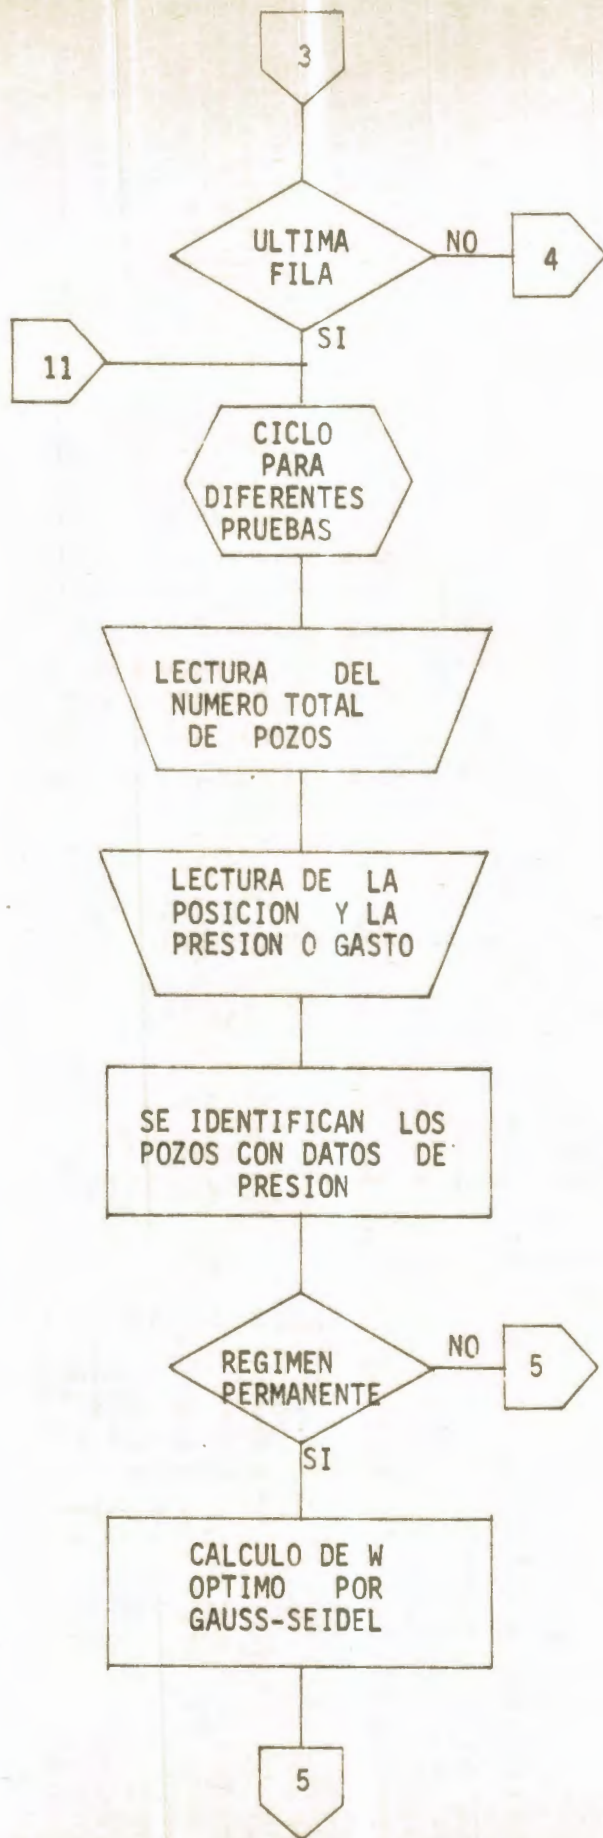 3
ULTIMA
FILA
NO
4
SI
11
CICLO
PARA
DIFERENTES
PRUEBAS
LECTURA DEL
NUMERO TOTAL
DE POZOS
LECTURA DE LA
POSICION Y LA
PRESION O GASTO
SE IDENTIFICAN LOS
POZOS CON DATOS DE
PRESION
REGIMEN
PERMANENTE
NO
5
SI
CALCULO DE W
OPTIMO POR
GAUSS-SEIDEL
5